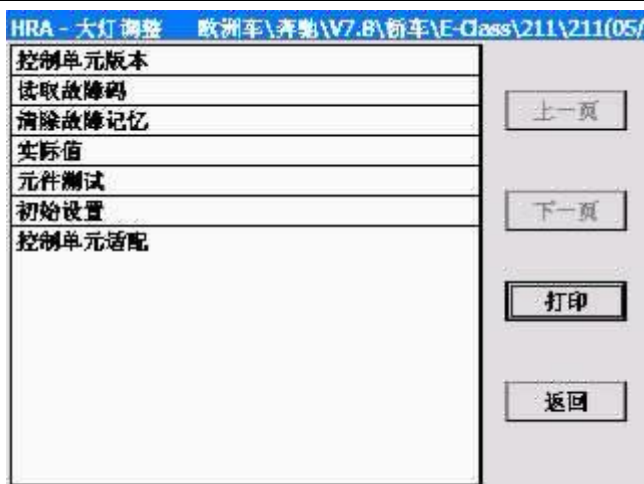 HRA - 大灯调整 欧洲车\奔驰\V7.8\轿车\E-Class\211\211(05/
控制单元版本
读取故障码
清除故障记忆
实际值
元件测试
初始设置
控制单元适配
上一页
下一页
打印
返回